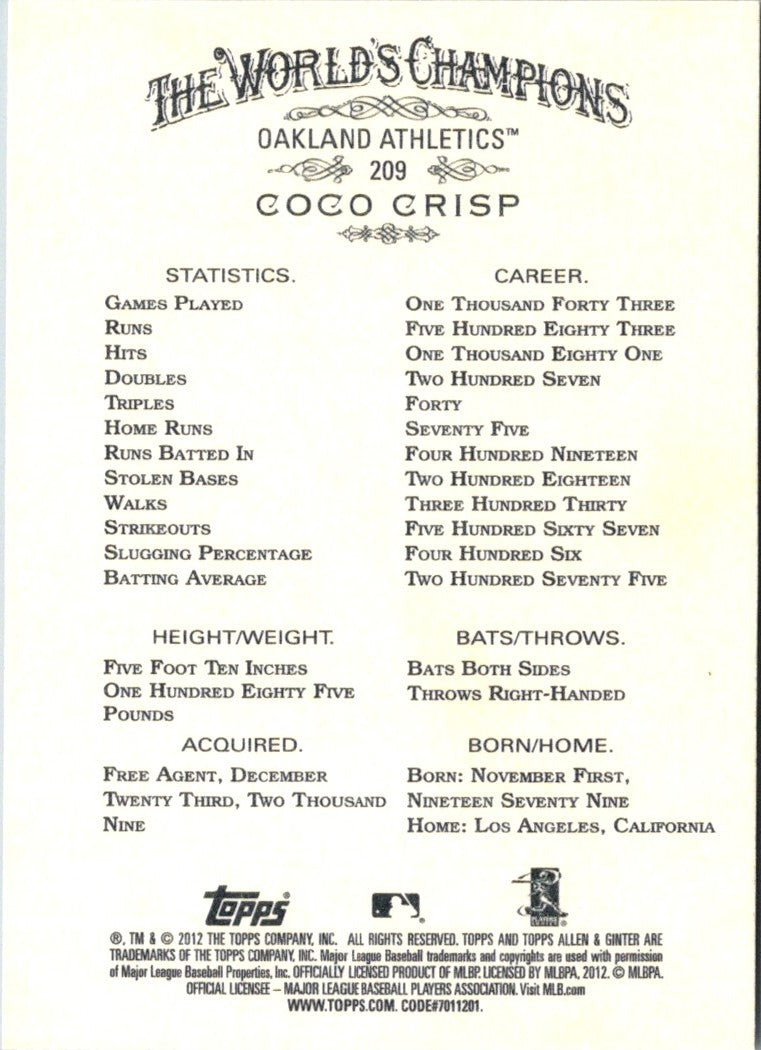 THE WORLD'S CHAMPIONS
OAKLAND ATHLETICS™
209
COCO CRISP
STATISTICS. CAREER.
GAMES PLAYED ONE THOUSAND FORTY THREE
RUNS FIVE HUNDRED EIGHTY THREE
HITS ONE THOUSAND EIGHTY ONE
DOUBLES TWO HUNDRED SEVEN
TRIPLES FORTY
HOME RUNS SEVENTY FIVE
RUNS BATTED IN FOUR HUNDRED NINETEEN
STOLEN BASES TWO HUNDRED EIGHTEEN
WALKS THREE HUNDRED THIRTY
STRIKEOUTS FIVE HUNDRED SIXTY SEVEN
SLUGGING PERCENTAGE FOUR HUNDRED SIX
BATTING AVERAGE TWO HUNDRED SEVENTY FIVE
HEIGHT/WEIGHT.
FIVE FOOT TEN INCHES
ONE HUNDRED EIGHTY FIVE
POUNDS
BATS/THROWS.
BATS BOTH SIDES
THROWS RIGHT-HANDED
ACQUIRED.
FREE AGENT, DECEMBER
TWENTY THIRD, TWO THOUSAND
NINE
BORN/HOME.
BORN: NOVEMBER FIRST,
NINETEEN SEVENTY NINE
HOME: LOS ANGELES, CALIFORNIA
topps®
®, TM & © 2012 THE TOPPS COMPANY, INC. ALL RIGHTS RESERVED. TOPPS AND TOPPS ALLEN & GINTER ARE
TRADEMARKS OF THE TOPPS COMPANY, INC. Major League Baseball trademarks and copyrights are used with permission
of Major League Baseball Properties, Inc. OFFICIALLY LICENSED PRODUCT OF MLBP. LICENSED BY MLBPA, 2012. © MLBPA.
OFFICIAL LICENSEE – MAJOR LEAGUE BASEBALL PLAYERS ASSOCIATION. Visit MLB.com
WWW.TOPPS.COM. CODE#7011201.